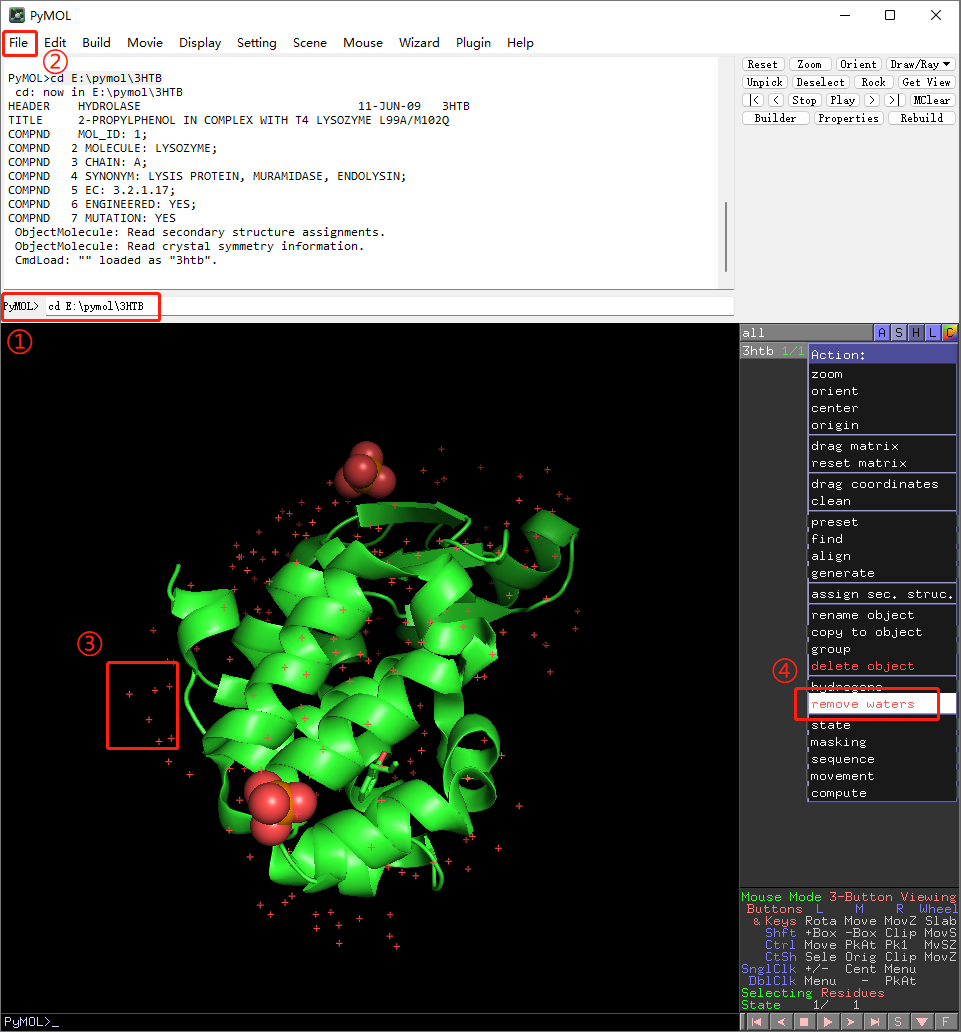 PyMOL
File Edit Build Movie Display Setting Scene Mouse Wizard Plugin Help
②
PyMOL>cd E:\pymol\3HTB
cd: now in E:\pymol\3HTB
HEADER HYDROLASE 11-JUN-09 3HTB
TITLE 2-PROPYLPHENOL IN COMPLEX WITH T4 LYSOZYME L99A/M102Q
COMPND MOL_ID: 1;
COMPND 2 MOLECULE: LYSOZYME;
COMPND 3 CHAIN: A;
COMPND 4 SYNONYM: LYSIS PROTEIN, MURAMIDASE, ENDOLYSIN;
COMPND 5 EC: 3.2.1.17;
COMPND 6 ENGINEERED: YES;
COMPND 7 MUTATION: YES
ObjectMolecule: Read secondary structure assignments.
ObjectMolecule: Read crystal symmetry information.
CmdLoad: "" loaded as "3htb".
PyMOL> cd E:\pymol\3HTB
①
Reset Zoom Orient Draw/Ray
Unpick Deselect Rock Get View
|< < Stop Play > >| MClear
Builder Properties Rebuild
all A S H L C
3htb 1/1
Action:
zoom
orient
center
origin
drag matrix
reset matrix
drag coordinates
clean
preset
find
align
generate
assign sec. struc.
rename object
copy to object
group
delete object
hydrogens
remove waters
state
masking
sequence
movement
compute
③
④
Mouse Mode 3-Button Viewing
Buttons L M R Wheel
& Keys Rota Move MovZ Slab
Shft +Box -Box Clip MovS
Ctrl Move PkAt Pk1 MvSZ
CtSh Sele Orig Clip MovZ
SnglClk +/- Cent Menu
DblClk Menu - PkAt
Selecting Residues
State 1/ 1
PyMOL>_
S F